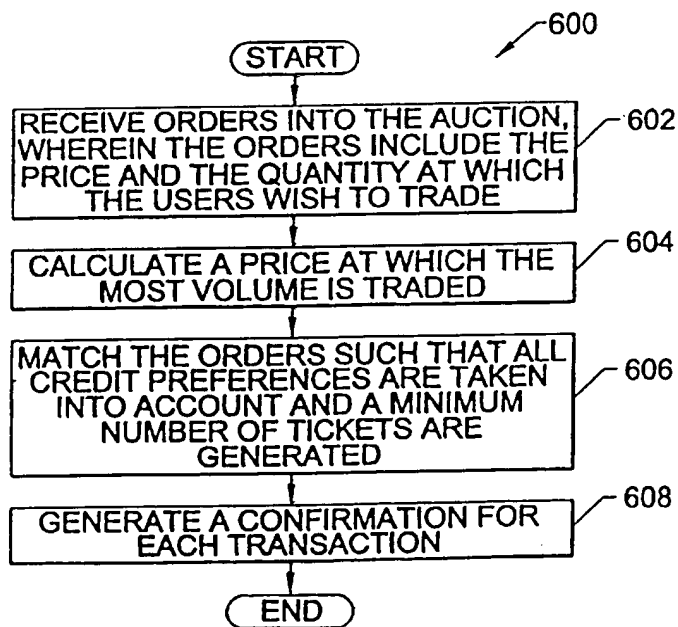 600
START
RECEIVE ORDERS INTO THE AUCTION,
WHEREIN THE ORDERS INCLUDE THE
PRICE AND THE QUANTITY AT WHICH
THE USERS WISH TO TRADE
602
CALCULATE A PRICE AT WHICH THE
MOST VOLUME IS TRADED
604
MATCH THE ORDERS SUCH THAT ALL
CREDIT PREFERENCES ARE TAKEN
INTO ACCOUNT AND A MINIMUM
NUMBER OF TICKETS ARE
GENERATED
606
GENERATE A CONFIRMATION FOR
EACH TRANSACTION
608
END